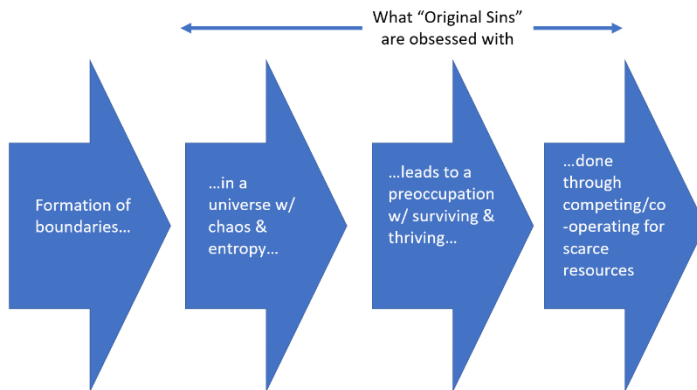 What “Original Sins”
are obsessed with
Formation of
boundaries…
…in a
universe w/
chaos &
entropy…
…leads to a
preoccupation
w/ surviving &
thriving…
…done
through
competing/co
-operating for
scarce
resources